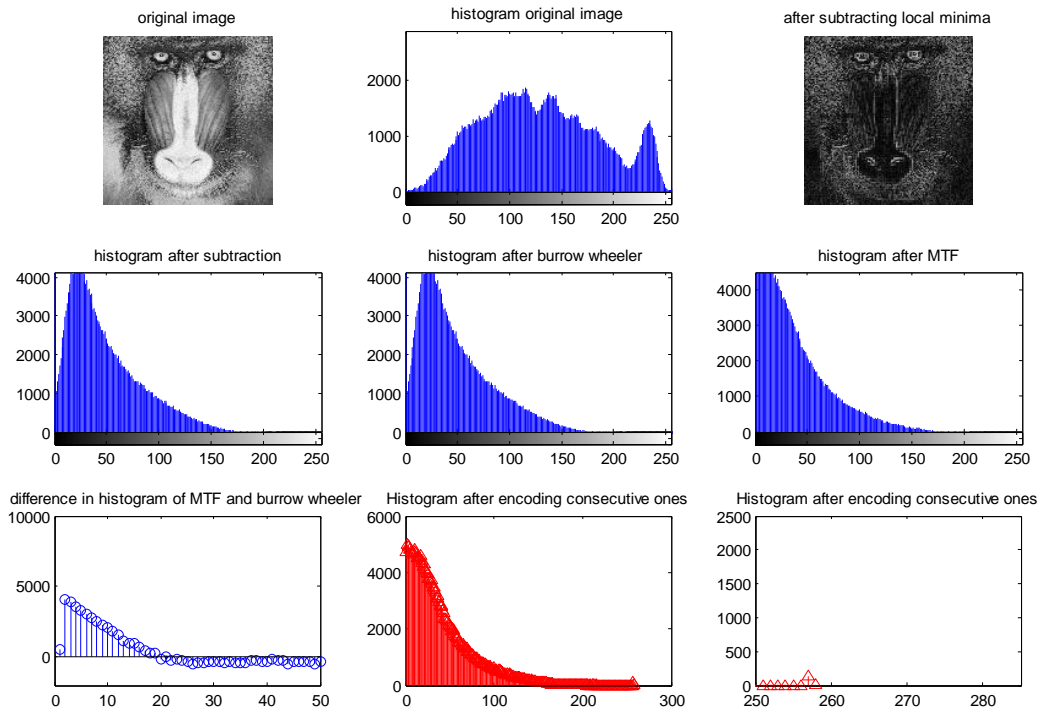 original image
histogram original image
after subtracting local minima
2000
1000
0
0 50 100 150 200 250
histogram after subtraction
histogram after burrow wheeler
histogram after MTF
4000
3000
2000
1000
0
0 50 100 150 200 250
4000
3000
2000
1000
0
0 50 100 150 200 250
4000
3000
2000
1000
0
0 50 100 150 200 250
difference in histogram of MTF and burrow wheeler
Histogram after encoding consecutive ones
Histogram after encoding consecutive ones
10000
5000
0
0 10 20 30 40 50
6000
4000
2000
0
0 100 200 300
2500
2000
1500
1000
500
0
250 260 270 280